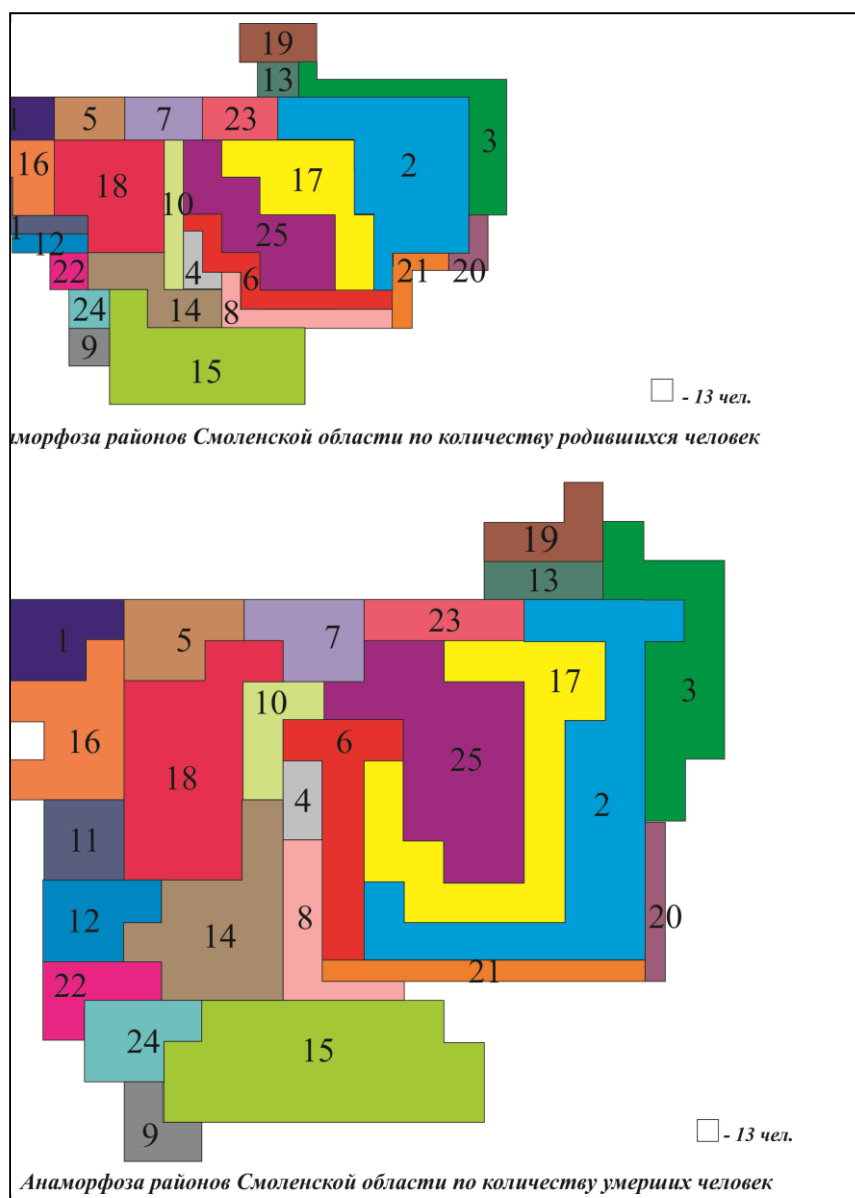 19
13
1 5 7 23
3
16 18 17 2
10
25
1
12
22 4 6 21 20
24 14 8
9
15
- 13 чел.
аморфоза районов Смоленской области по количеству родившихся человек
19
13
1 5 7 23
17
10 3
16 6 25
18
4 2
11
12 14 8 20
22 21
24 15
9
- 13 чел.
Анаморфоза районов Смоленской области по количеству умерших человек